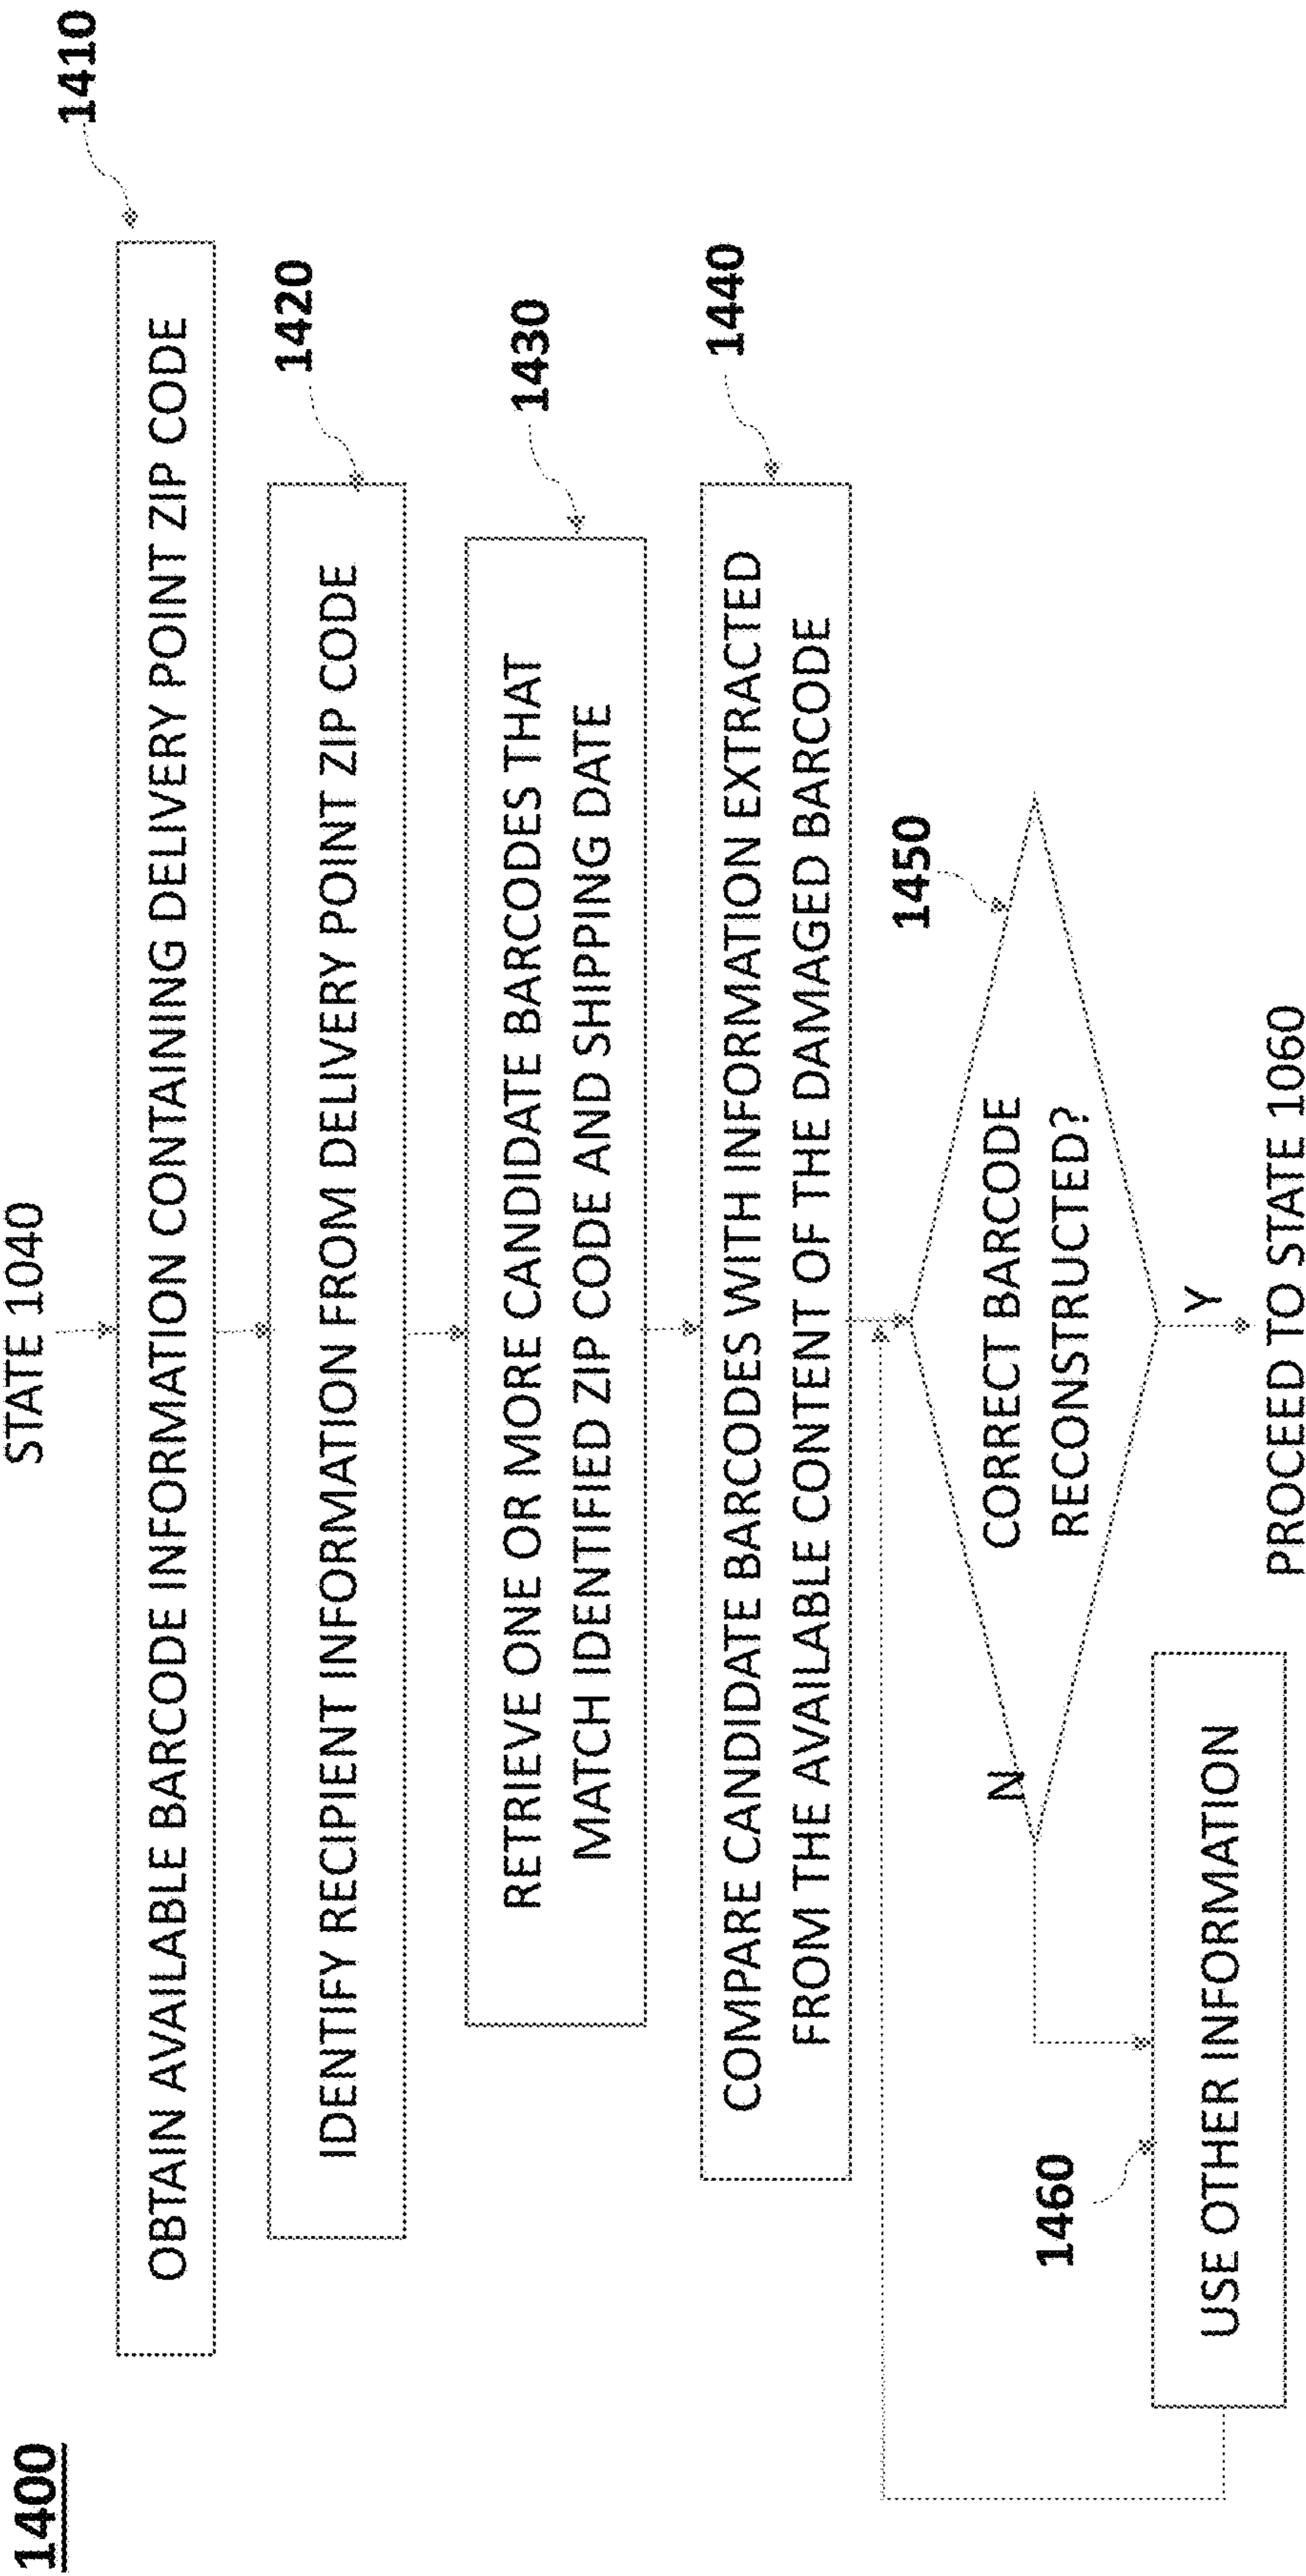 1400
STATE 1040
1410
OBTAIN AVAILABLE BARCODE INFORMATION CONTAINING DELIVERY POINT ZIP CODE
1420
IDENTIFY RECIPIENT INFORMATION FROM DELIVERY POINT ZIP CODE
1430
RETRIEVE ONE OR MORE CANDIDATE BARCODES THAT
MATCH IDENTIFIED ZIP CODE AND SHIPPING DATE
1440
COMPARE CANDIDATE BARCODES WITH INFORMATION EXTRACTED
FROM THE AVAILABLE CONTENT OF THE DAMAGED BARCODE
1450
CORRECT BARCODE
RECONSTRUCTED?
N
Y
1460
USE OTHER INFORMATION
PROCEED TO STATE 1060